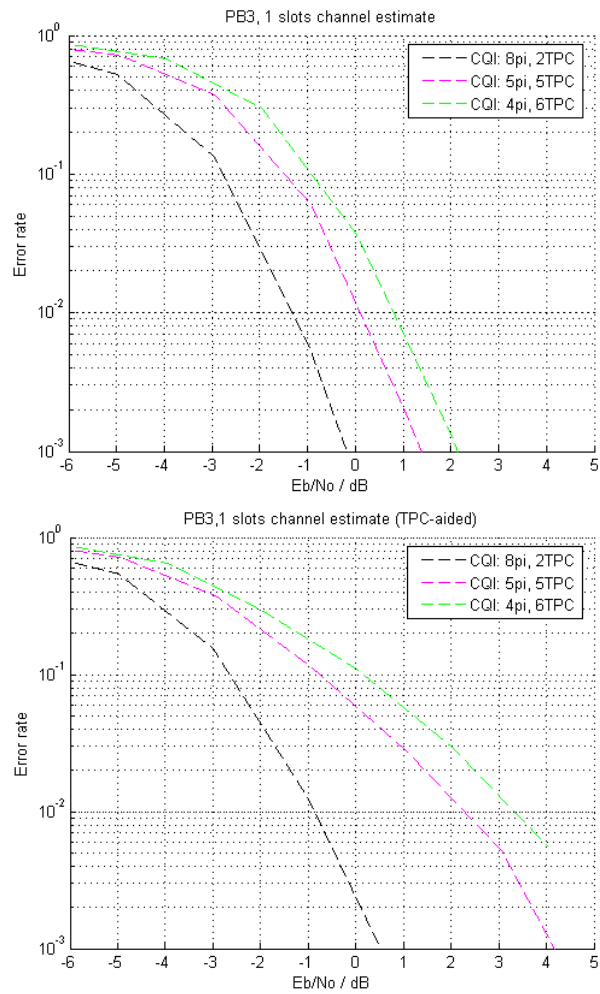 PB3, 1 slots channel estimate
10^0
10^-1
10^-2
10^-3
Error rate
CQI: 8pi, 2TPC
CQI: 5pi, 5TPC
CQI: 4pi, 6TPC
-6 -5 -4 -3 -2 -1 0 1 2 3 4 5
Eb/No / dB
PB3,1 slots channel estimate (TPC-aided)
10^0
10^-1
10^-2
10^-3
Error rate
CQI: 8pi, 2TPC
CQI: 5pi, 5TPC
CQI: 4pi, 6TPC
-6 -5 -4 -3 -2 -1 0 1 2 3 4 5
Eb/No / dB